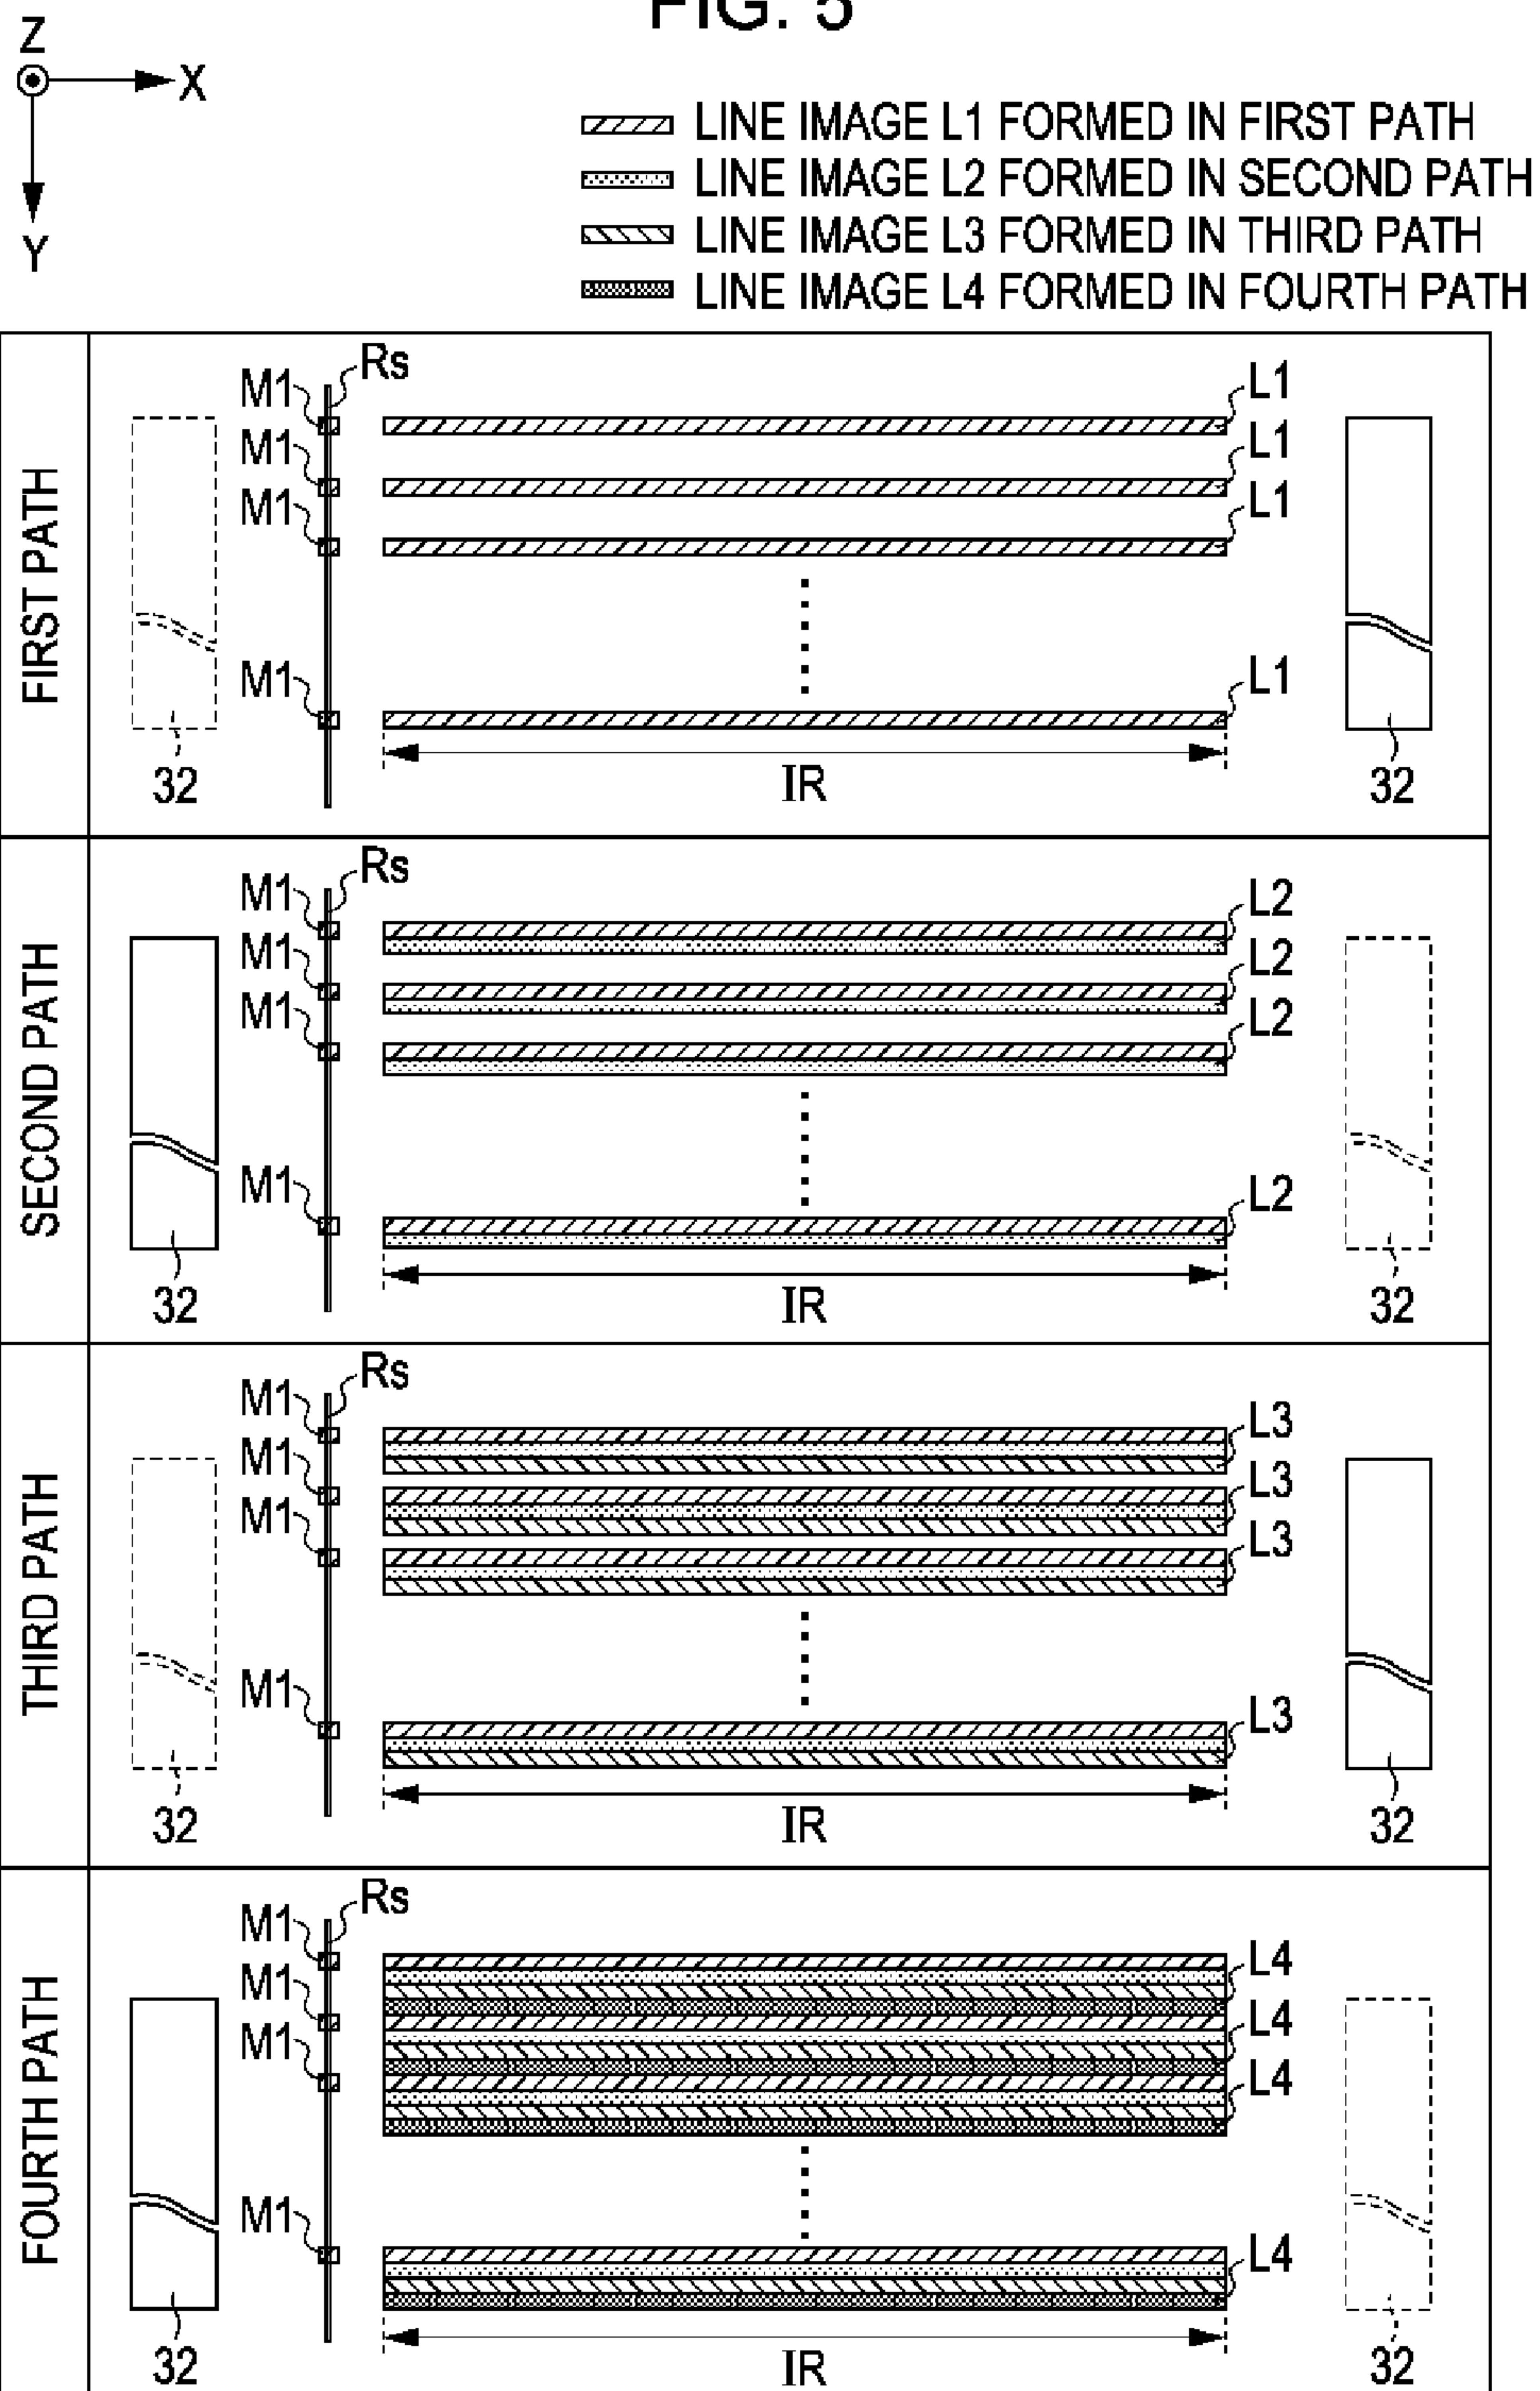 FIG. 5
Z
X
Y
LINE IMAGE L1 FORMED IN FIRST PATH
LINE IMAGE L2 FORMED IN SECOND PATH
LINE IMAGE L3 FORMED IN THIRD PATH
LINE IMAGE L4 FORMED IN FOURTH PATH
FIRST PATH
Rs
M1
M1
M1
M1
L1
L1
L1
L1
32
IR
32
SECOND PATH
Rs
M1
M1
M1
M1
L2
L2
L2
L2
32
IR
32
THIRD PATH
Rs
M1
M1
M1
M1
L3
L3
L3
L3
32
IR
32
FOURTH PATH
Rs
M1
M1
M1
M1
L4
L4
L4
L4
32
IR
32